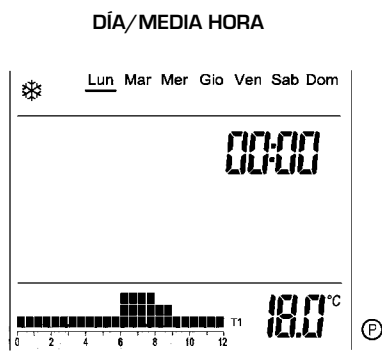 DÍA/MEDIA HORA
Lun Mar Mer Gio Ven Sab Dom
00:00
T1 18.0 °C
P
0 2 4 6 8 10 12